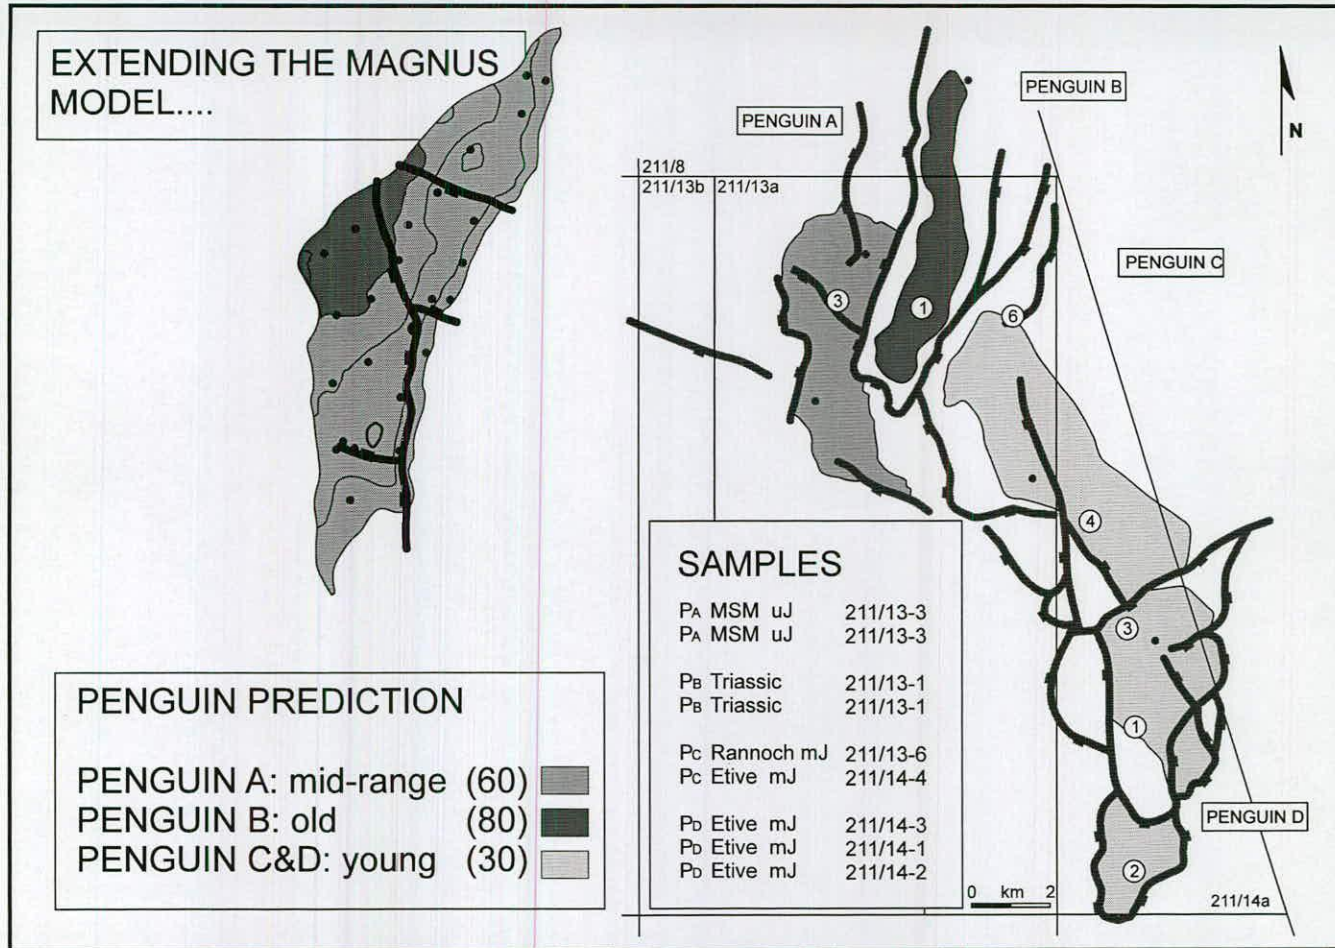 EXTENDING THE MAGNUS
MODEL....
PENGUIN A
PENGUIN B
N
211/8
211/13b
211/13a
PENGUIN C
3
1
6
4
3
1
2
SAMPLES
PA MSM uJ 211/13-3
PA MSM uJ 211/13-3
PB Triassic 211/13-1
PB Triassic 211/13-1
PC Rannoch mJ 211/13-6
PC Etive mJ 211/14-4
PD Etive mJ 211/14-3
PD Etive mJ 211/14-1
PD Etive mJ 211/14-2
PENGUIN D
0 km 2
211/14a
PENGUIN PREDICTION
PENGUIN A: mid-range (60)
PENGUIN B: old (80)
PENGUIN C&D: young (30)